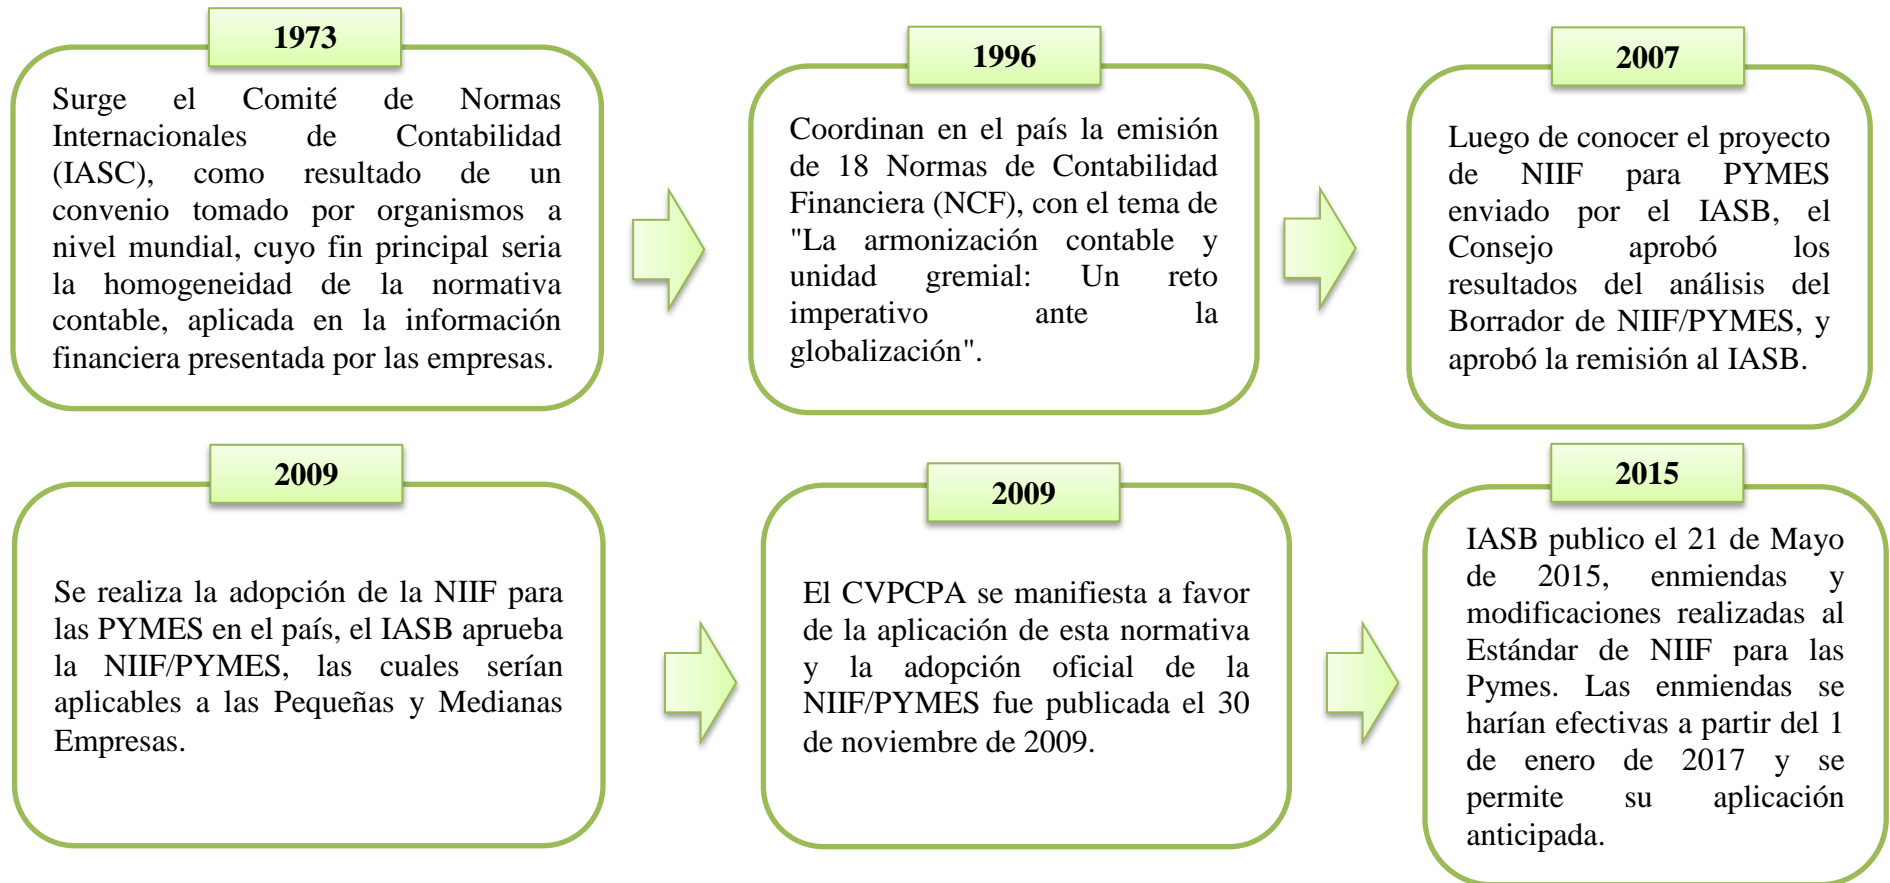 1973
Surge el Comité de Normas
Internacionales de Contabilidad
(IASC), como resultado de un
convenio tomado por organismos a
nivel mundial, cuyo fin principal seria
la homogeneidad de la normativa
contable, aplicada en la información
financiera presentada por las empresas.
1996
Coordinan en el país la emisión
de 18 Normas de Contabilidad
Financiera (NCF), con el tema de
"La armonización contable y
unidad gremial: Un reto
imperativo ante la
globalización".
2007
Luego de conocer el proyecto
de NIIF para PYMES
enviado por el IASB, el
Consejo aprobó los
resultados del análisis del
Borrador de NIIF/PYMES, y
aprobó la remisión al IASB.
2009
Se realiza la adopción de la NIIF para
las PYMES en el país, el IASB aprueba
la NIIF/PYMES, las cuales serían
aplicables a las Pequeñas y Medianas
Empresas.
2009
El CVPCPA se manifiesta a favor
de la aplicación de esta normativa
y la adopción oficial de la
NIIF/PYMES fue publicada el 30
de noviembre de 2009.
2015
IASB publico el 21 de Mayo
de 2015, enmiendas y
modificaciones realizadas al
Estándar de NIIF para las
Pymes. Las enmiendas se
harían efectivas a partir del 1
de enero de 2017 y se
permite su aplicación
anticipada.